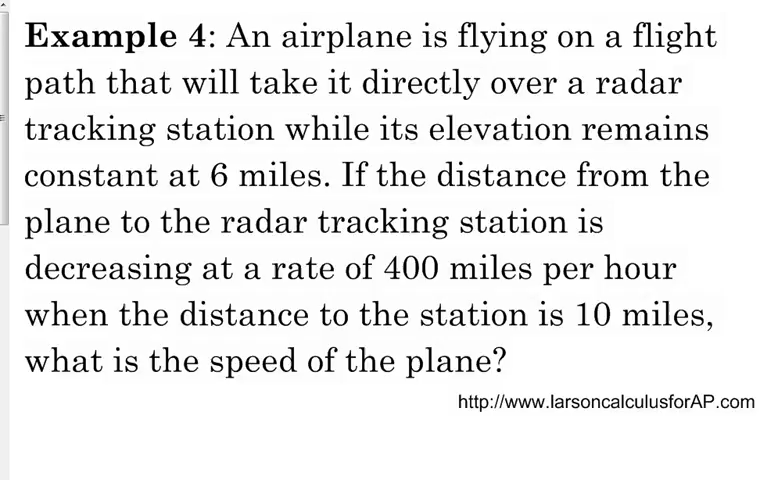 Example 4: An airplane is flying on a flight
path that will take it directly over a radar
tracking station while its elevation remains
constant at 6 miles. If the distance from the
plane to the radar tracking station is
decreasing at a rate of 400 miles per hour
when the distance to the station is 10 miles,
what is the speed of the plane?
http://www.larsoncalculusforAP.com